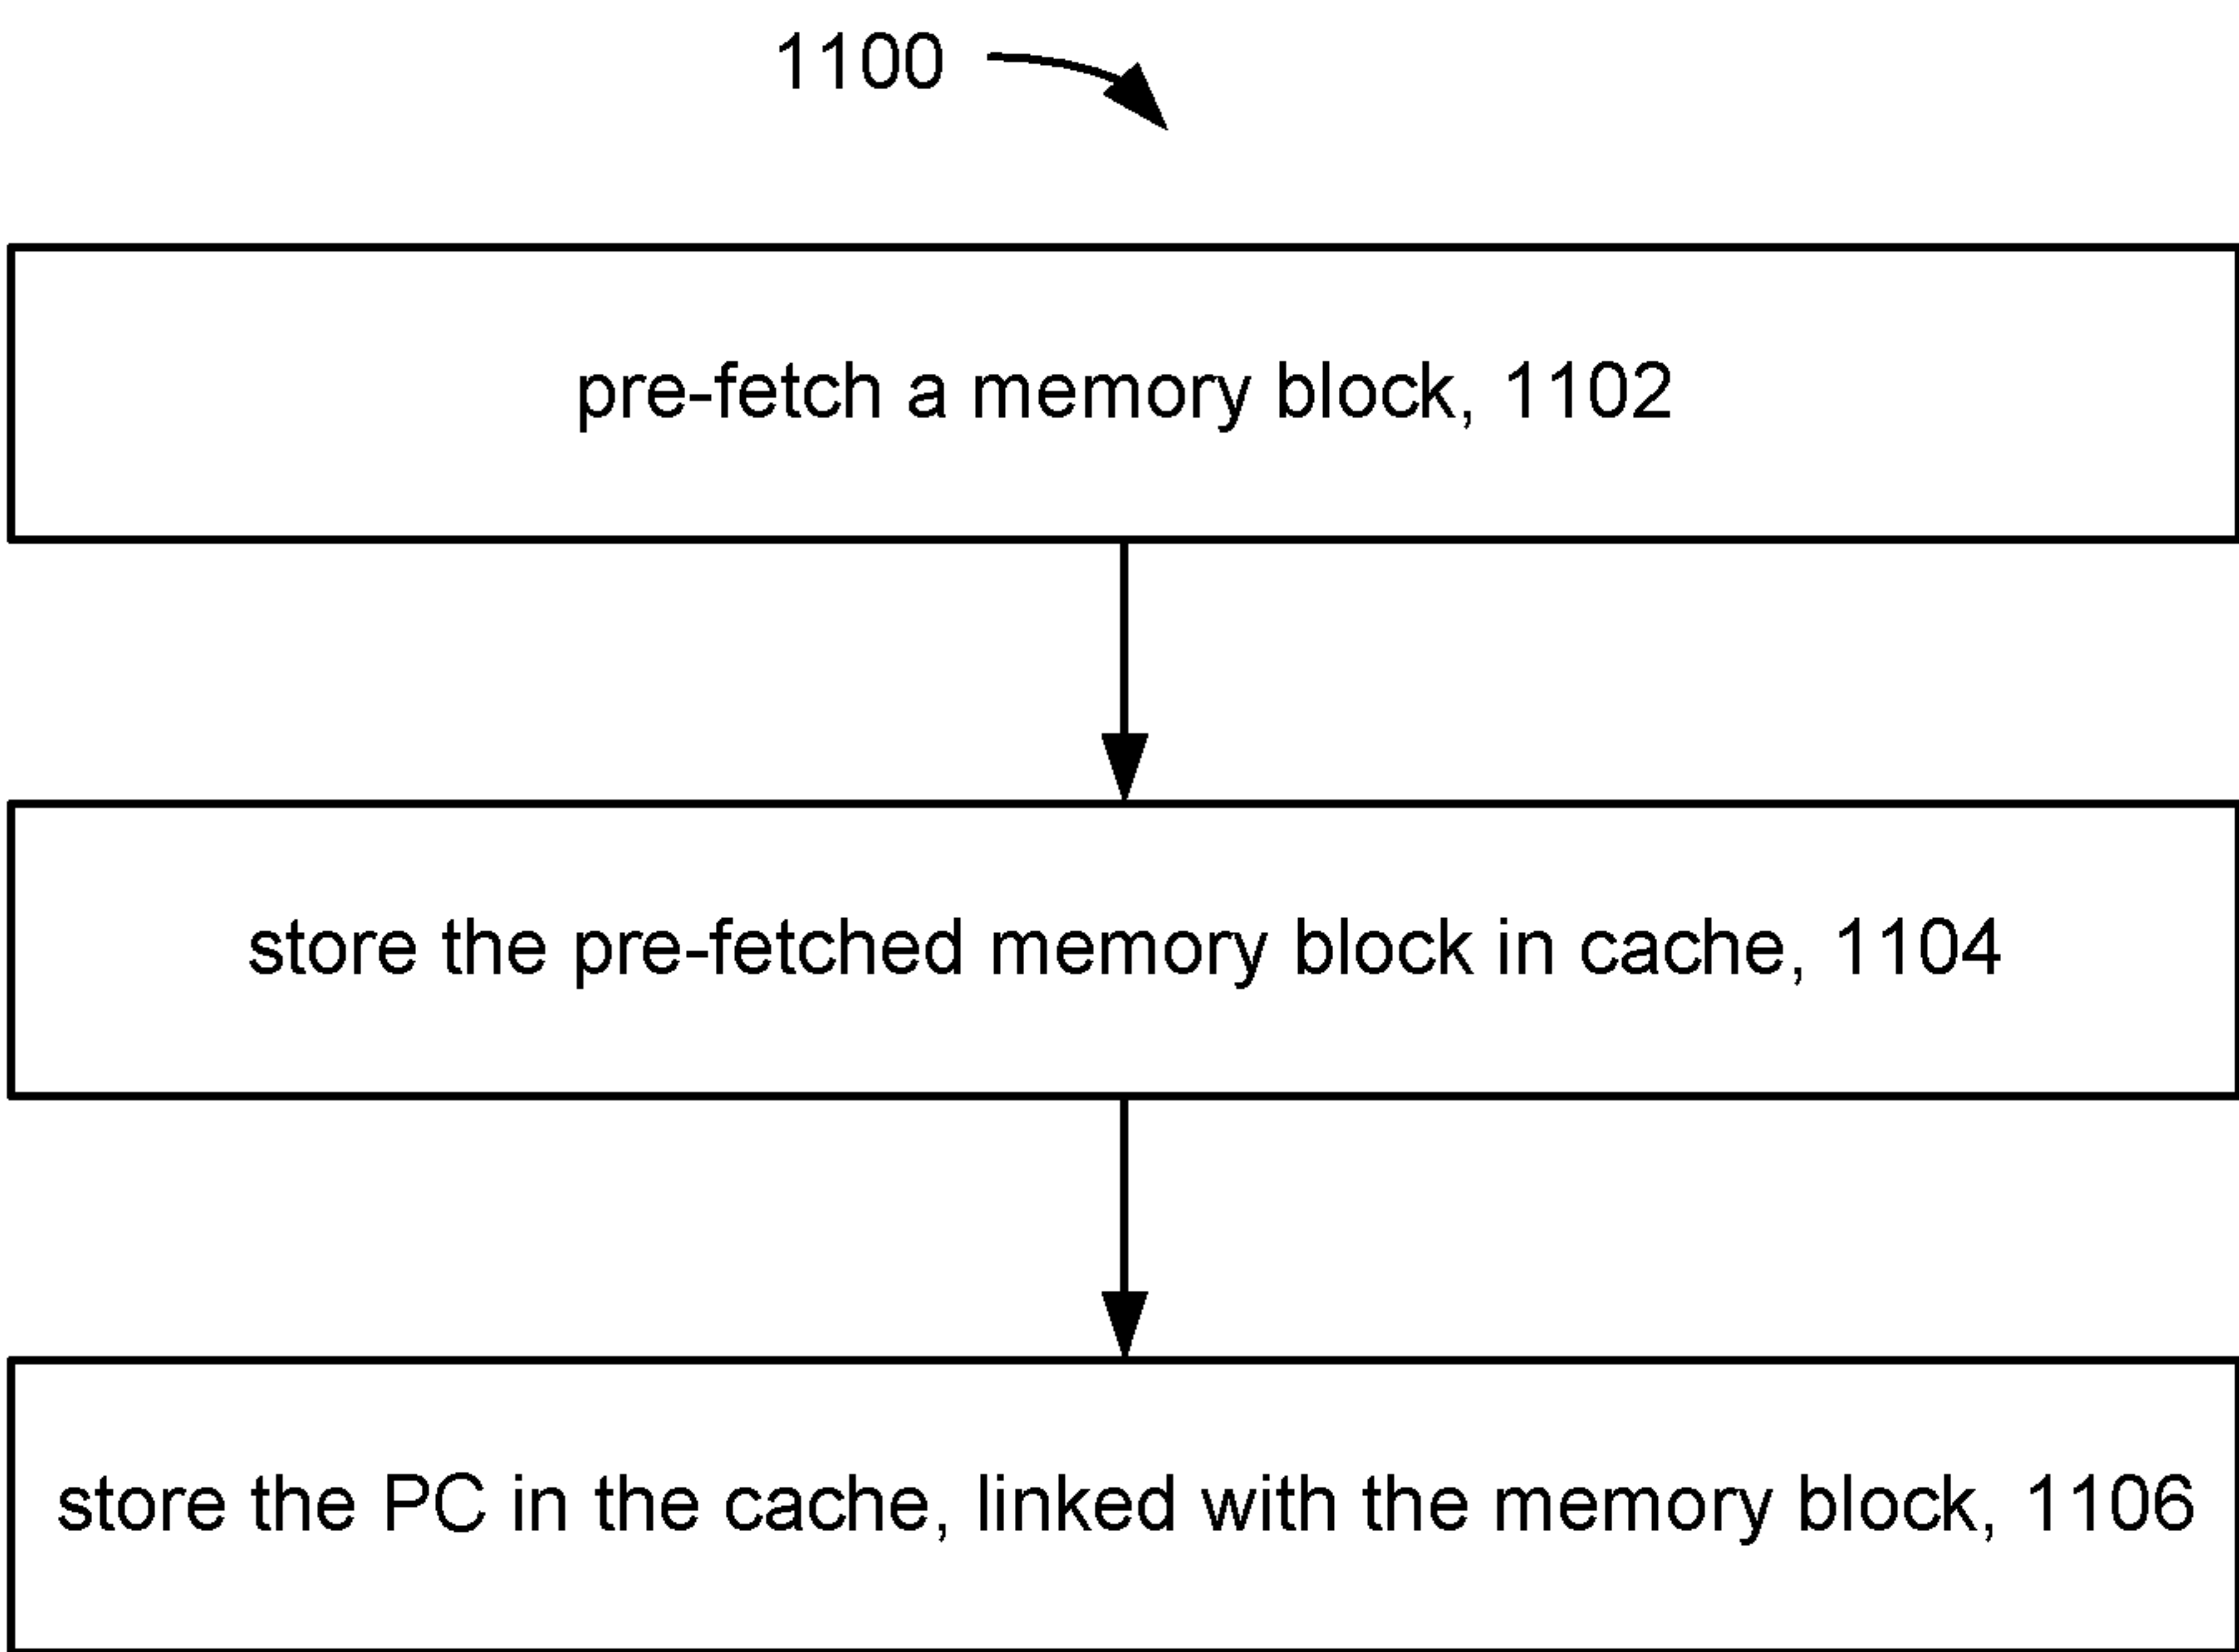 1100
pre-fetch a memory block, 1102
store the pre-fetched memory block in cache, 1104
store the PC in the cache, linked with the memory block, 1106